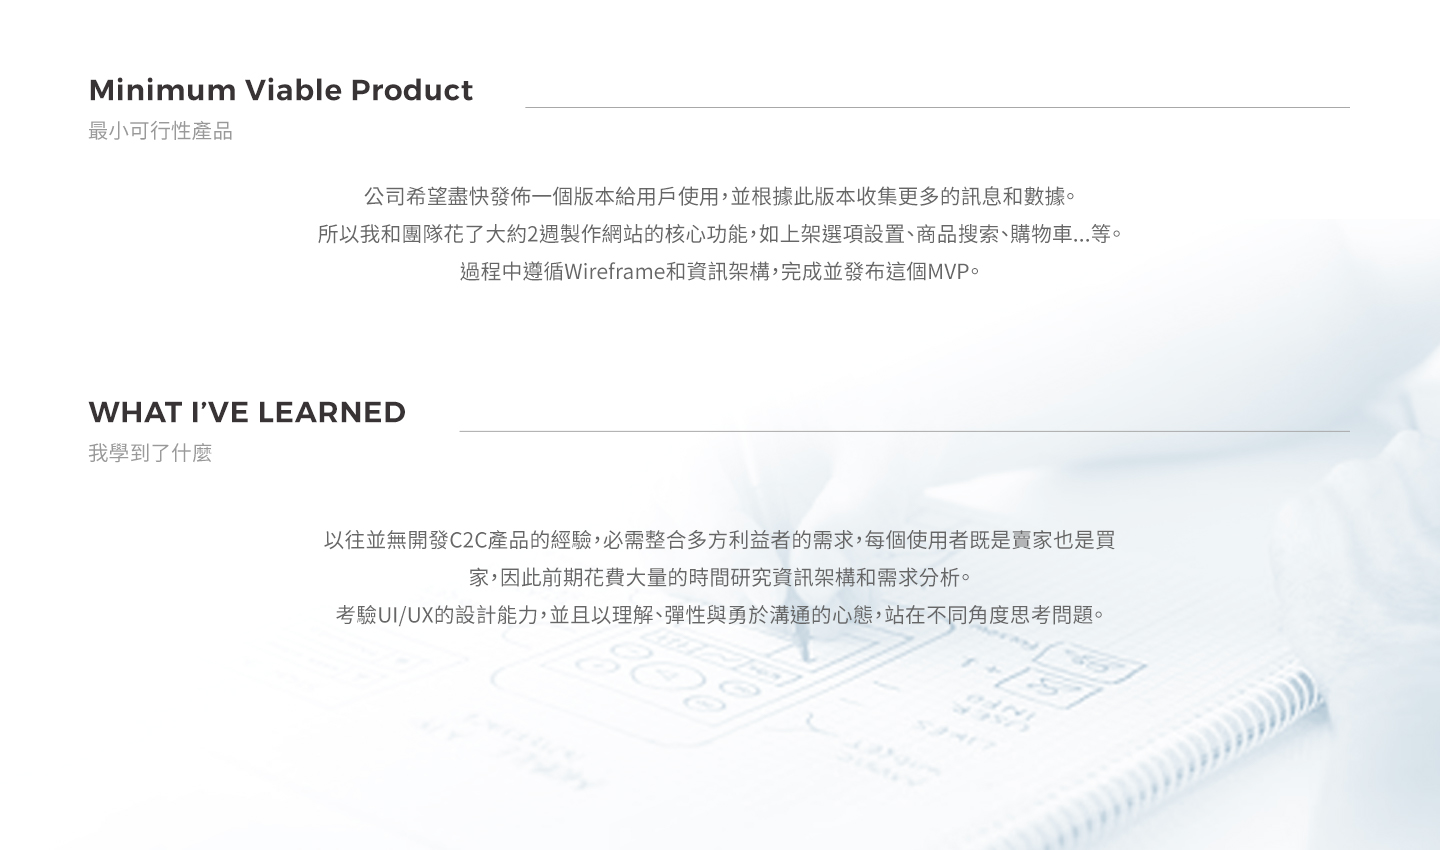 Minimum Viable Product
最小可行性產品
公司希望盡快發佈一個版本給用戶使用，並根據此版本收集更多的訊息和數據。
所以我和團隊花了大約2週製作網站的核心功能，如上架選項設置、商品搜索、購物車...等。
過程中遵循Wireframe和資訊架構，完成並發布這個MVP。
WHAT I’VE LEARNED
我學到了什麼
以往並無開發C2C產品的經驗，必需整合多方利益者的需求，每個使用者既是賣家也是買
家，因此前期花費大量的時間研究資訊架構和需求分析。
考驗UI/UX的設計能力，並且以理解、彈性與勇於溝通的心態，站在不同角度思考問題。